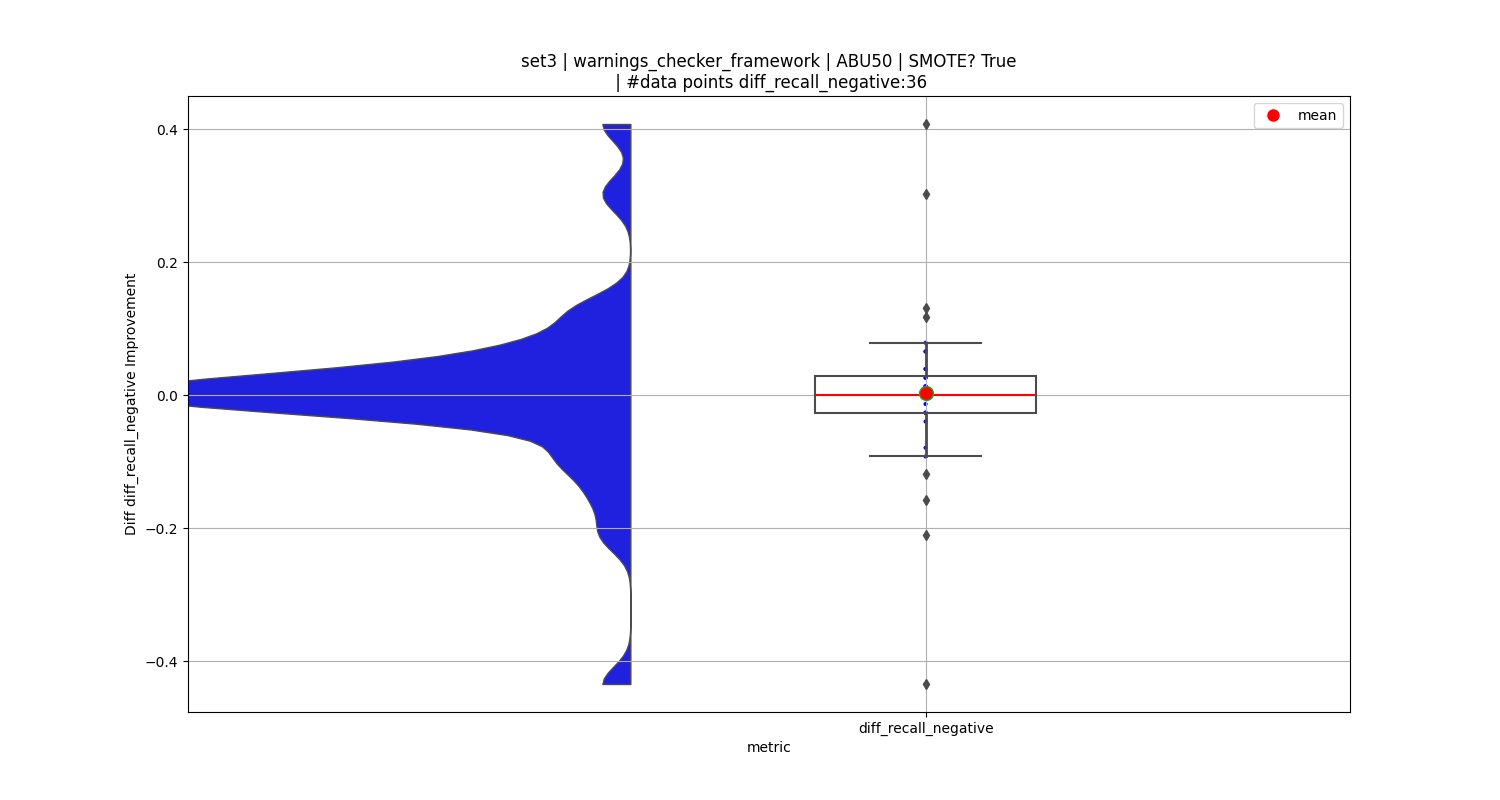 set3 | warnings_checker_framework | ABU50 | SMOTE? True
| #data points diff_recall_negative:36
mean
0.4
0.2
0.0
−0.2
−0.4
Diff diff_recall_negative Improvement
diff_recall_negative
metric